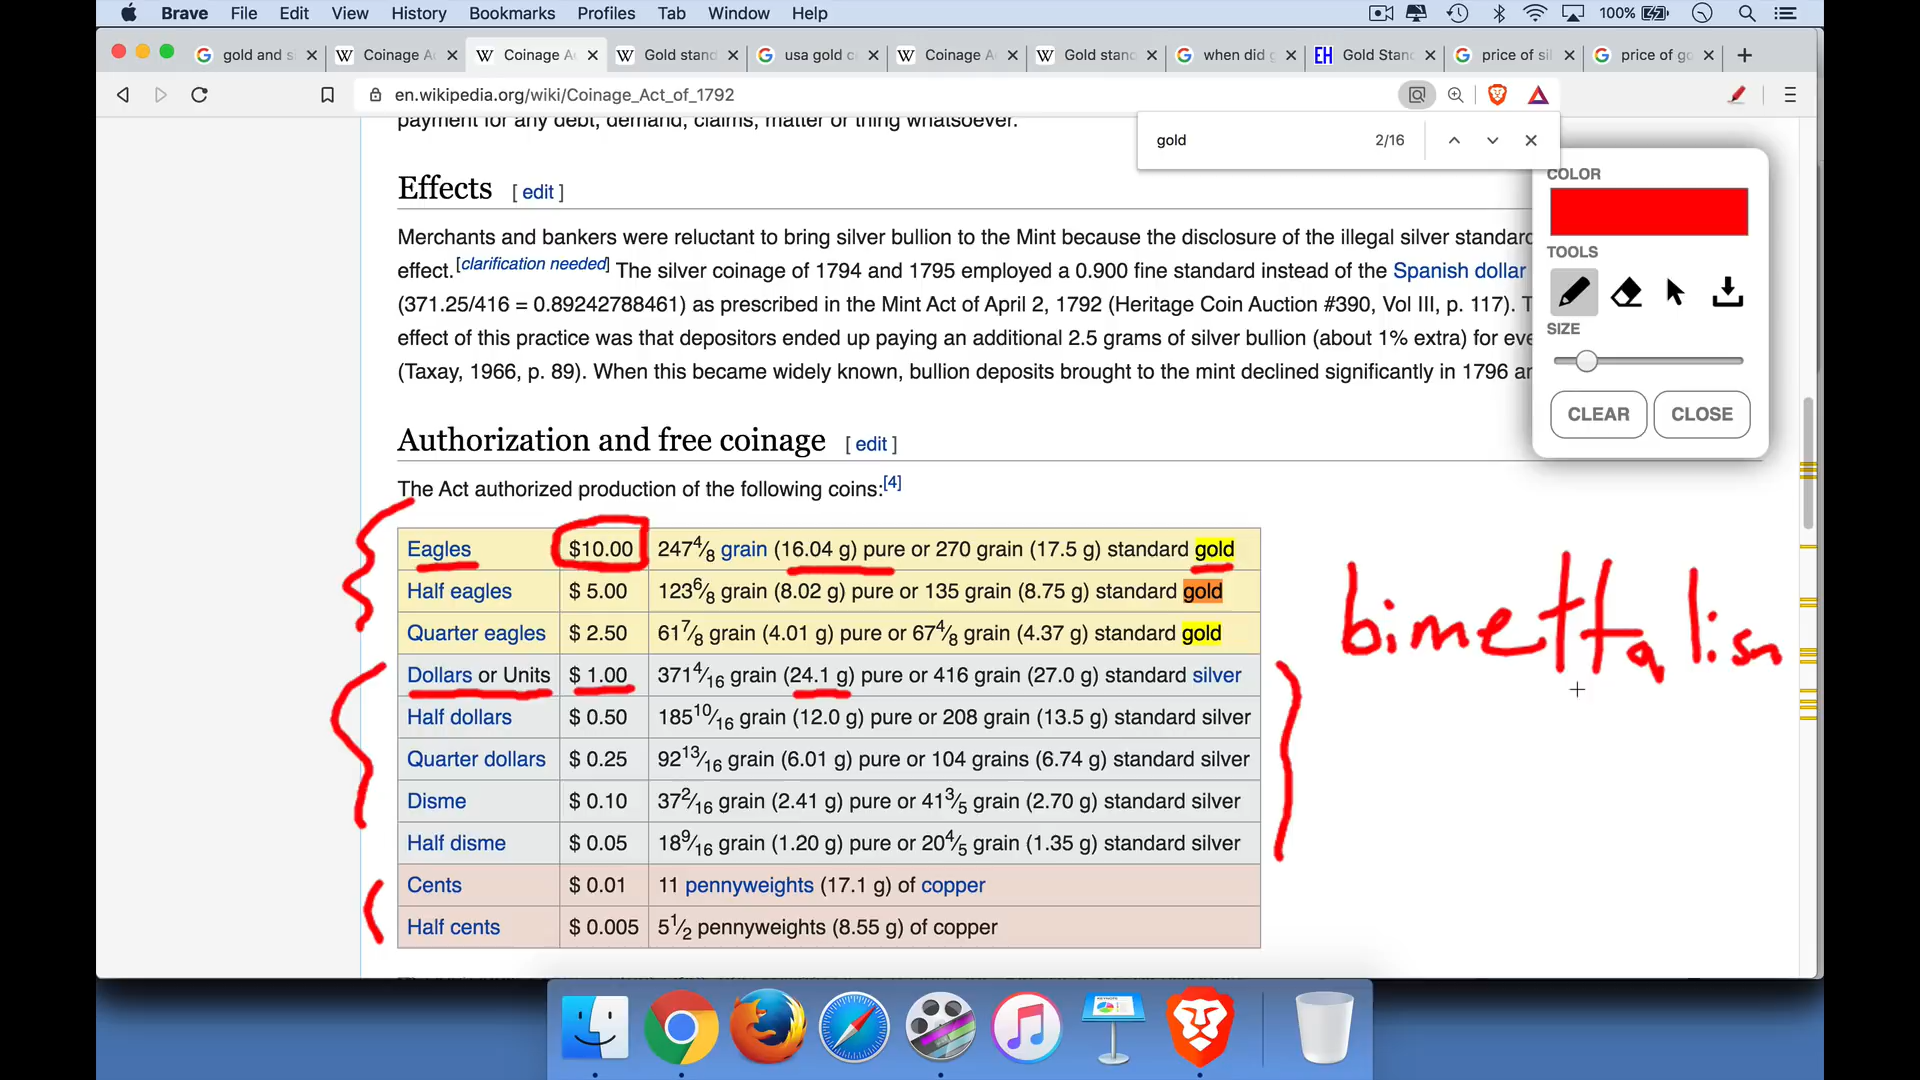 Brave File Edit View History Bookmarks Profiles Tab Window Help 100%
gold and s Coinage A Coinage A Gold stand usa gold c Coinage A Gold stand when did g EH Gold Stan price of sil price of go
en.wikipedia.org/wiki/Coinage_Act_of_1792
payment for any debt, demand, claims, matter or thing whatsoever.
gold 2/16
Effects [ edit ]
Merchants and bankers were reluctant to bring silver bullion to the Mint because the disclosure of the illegal silver standard
effect.[clarification needed] The silver coinage of 1794 and 1795 employed a 0.900 fine standard instead of the Spanish dollar
(371.25/416 = 0.89242788461) as prescribed in the Mint Act of April 2, 1792 (Heritage Coin Auction #390, Vol III, p. 117). T
effect of this practice was that depositors ended up paying an additional 2.5 grams of silver bullion (about 1% extra) for eve
(Taxay, 1966, p. 89). When this became widely known, bullion deposits brought to the mint declined significantly in 1796 an
COLOR
TOOLS
SIZE
CLEAR CLOSE
Authorization and free coinage [ edit ]
The Act authorized production of the following coins:[4]
Eagles $10.00 247 4⁄8 grain (16.04 g) pure or 270 grain (17.5 g) standard gold
Half eagles $ 5.00 123 6⁄8 grain (8.02 g) pure or 135 grain (8.75 g) standard gold
Quarter eagles $ 2.50 61 7⁄8 grain (4.01 g) pure or 67 4⁄8 grain (4.37 g) standard gold
Dollars or Units $ 1.00 371 4⁄16 grain (24.1 g) pure or 416 grain (27.0 g) standard silver
Half dollars $ 0.50 185 10⁄16 grain (12.0 g) pure or 208 grain (13.5 g) standard silver
Quarter dollars $ 0.25 92 13⁄16 grain (6.01 g) pure or 104 grains (6.74 g) standard silver
Disme $ 0.10 37 2⁄16 grain (2.41 g) pure or 41 3⁄5 grain (2.70 g) standard silver
Half disme $ 0.05 18 9⁄16 grain (1.20 g) pure or 20 4⁄5 grain (1.35 g) standard silver
Cents $ 0.01 11 pennyweights (17.1 g) of copper
Half cents $ 0.005 5 1⁄2 pennyweights (8.55 g) of copper
bimettalism